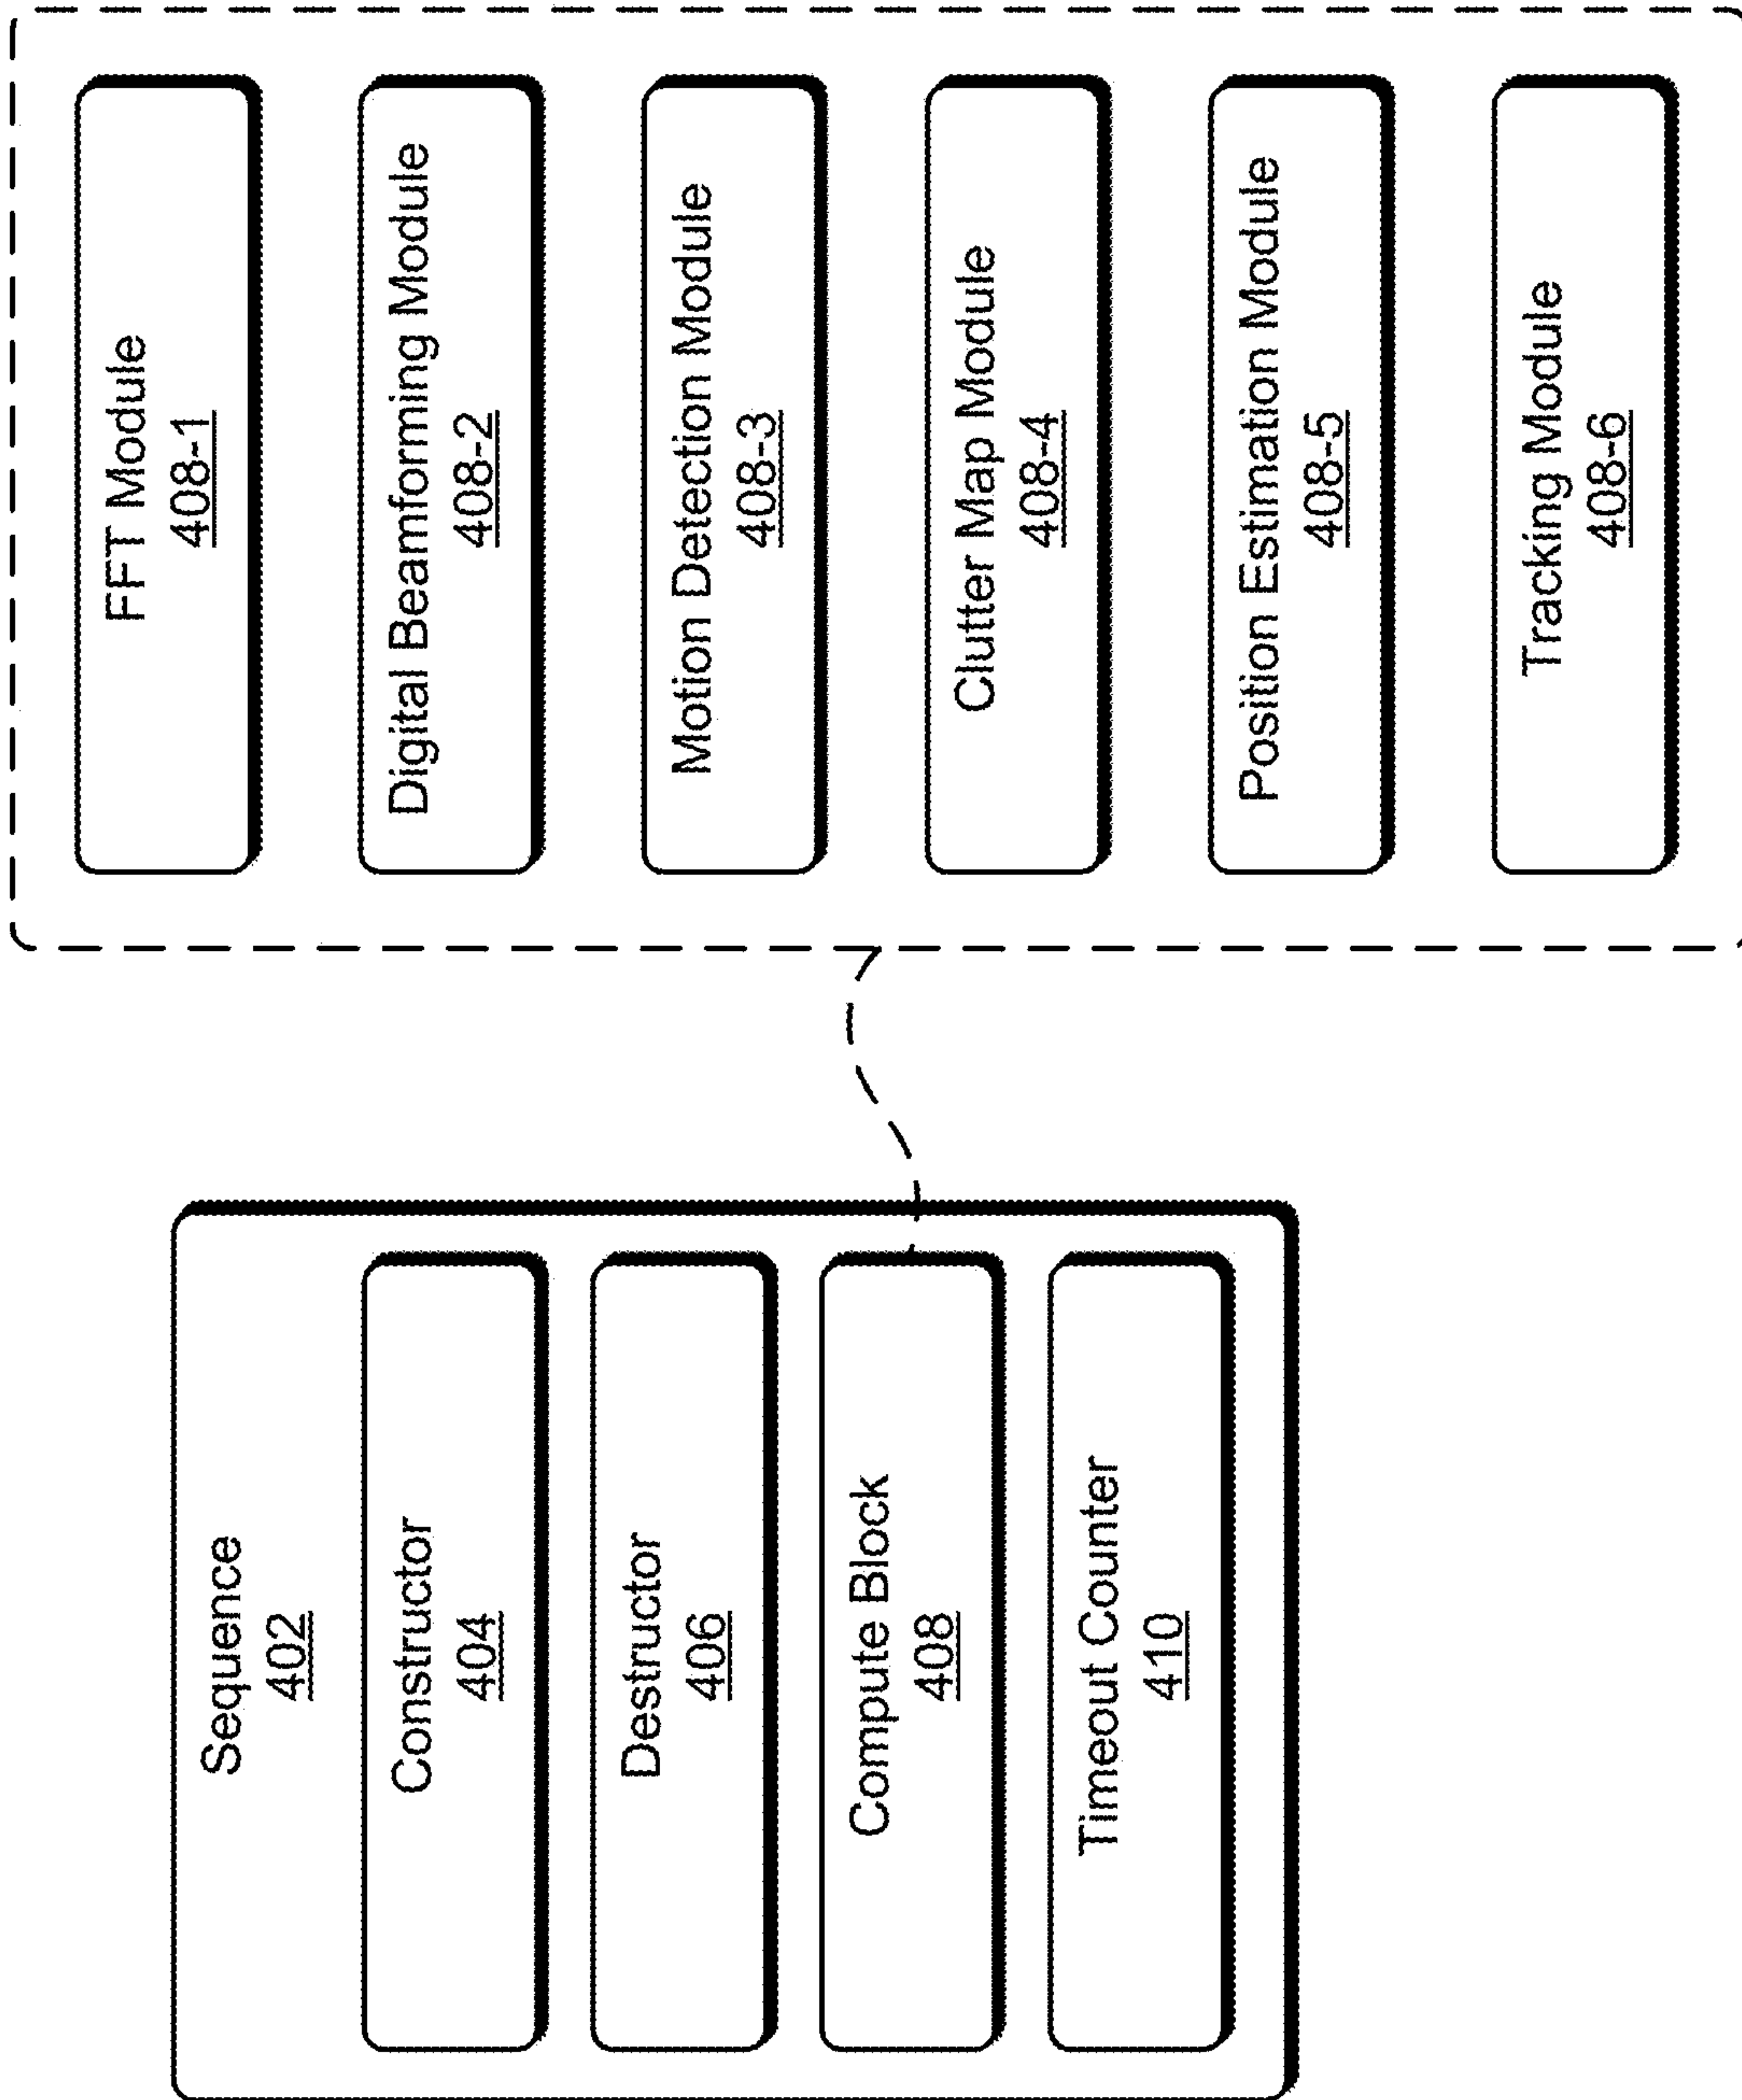 Sequence
402
Constructor
404
Destructor
406
Compute Block
408
Timeout Counter
410
FFT Module
408-1
Digital Beamforming Module
408-2
Motion Detection Module
408-3
Clutter Map Module
408-4
Position Estimation Module
408-5
Tracking Module
408-6